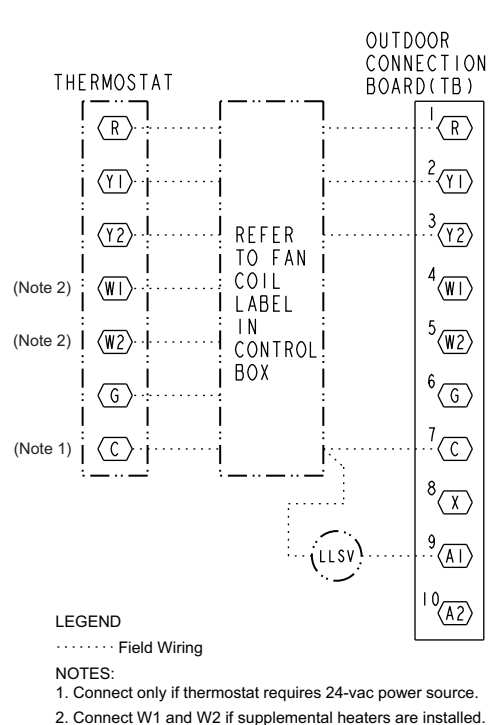 OUTDOOR
CONNECTION
BOARD(TB)
THERMOSTAT
R
Y1
Y2
(Note 2) W1
(Note 2) W2
G
(Note 1) C
REFER
TO FAN
COIL
LABEL
IN
CONTROL
BOX
1 R
2 Y1
3 Y2
4 W1
5 W2
6 G
7 C
8 X
9 A1
10 A2
LLSV
LEGEND
Field Wiring
NOTES:
1. Connect only if thermostat requires 24-vac power source.
2. Connect W1 and W2 if supplemental heaters are installed.